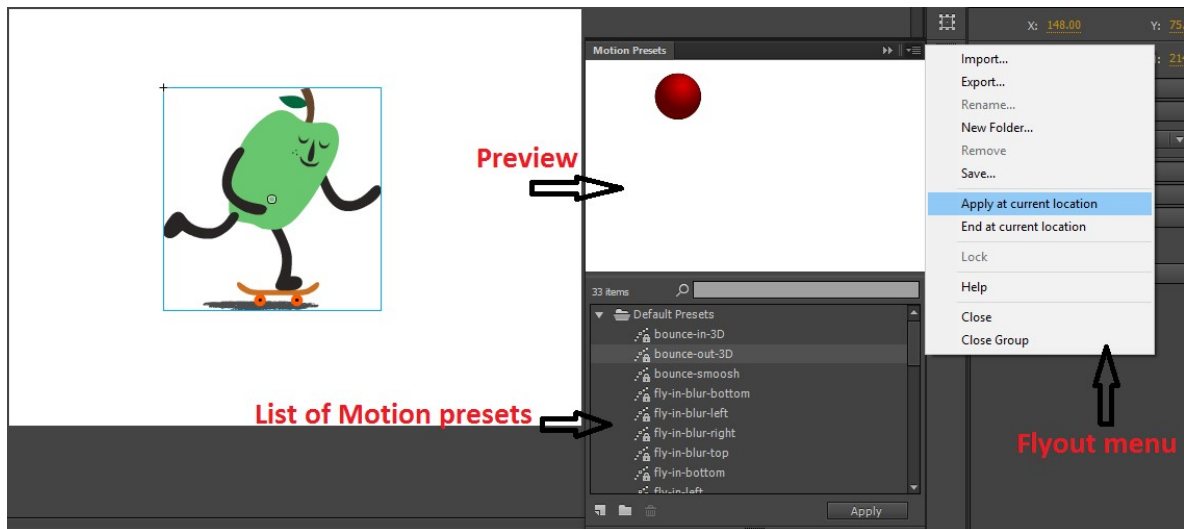 X: 148.00 Y: 75.
Motion Presets
Import...
Export...
Rename...
New Folder...
Remove
Save...
Apply at current location
End at current location
Lock
Help
Close
Close Group
Preview
33 items
Default Presets
bounce-in-3D
bounce-out-3D
bounce-smoosh
fly-in-blur-bottom
fly-in-blur-left
fly-in-blur-right
fly-in-blur-top
fly-in-bottom
fly-in-left
List of Motion presets
Flyout menu
Apply